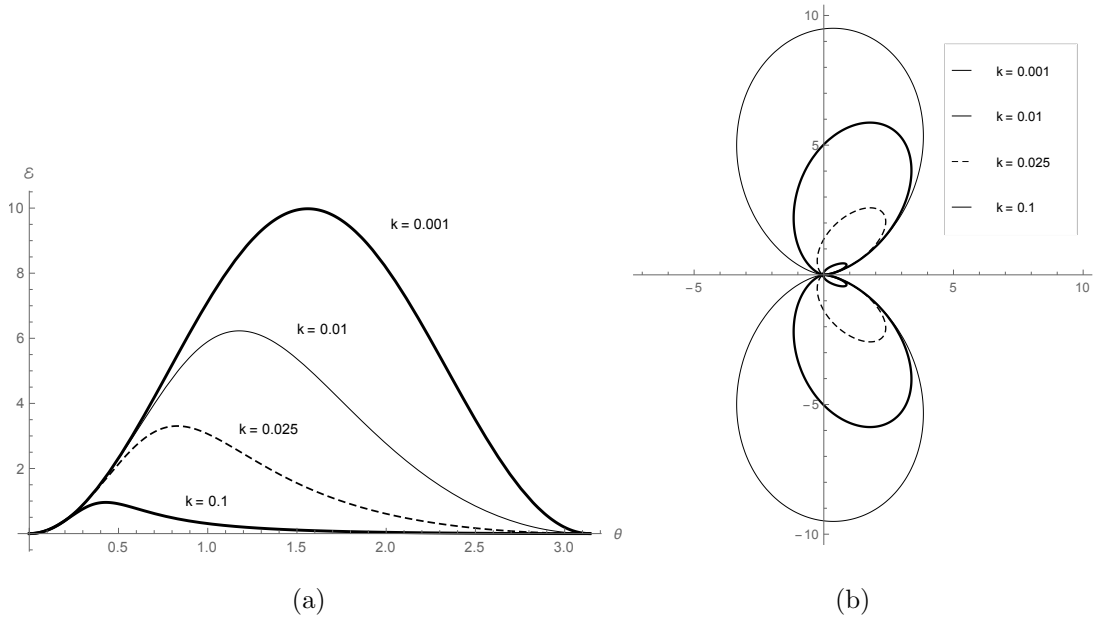 ℰ
10
8
6
4
2
0.5 1.0 1.5 2.0 2.5 3.0
θ
k = 0.001
k = 0.01
k = 0.025
k = 0.1
(a)
10
5
-5
-10
-5 5 10
k = 0.001
k = 0.01
k = 0.025
k = 0.1
(b)